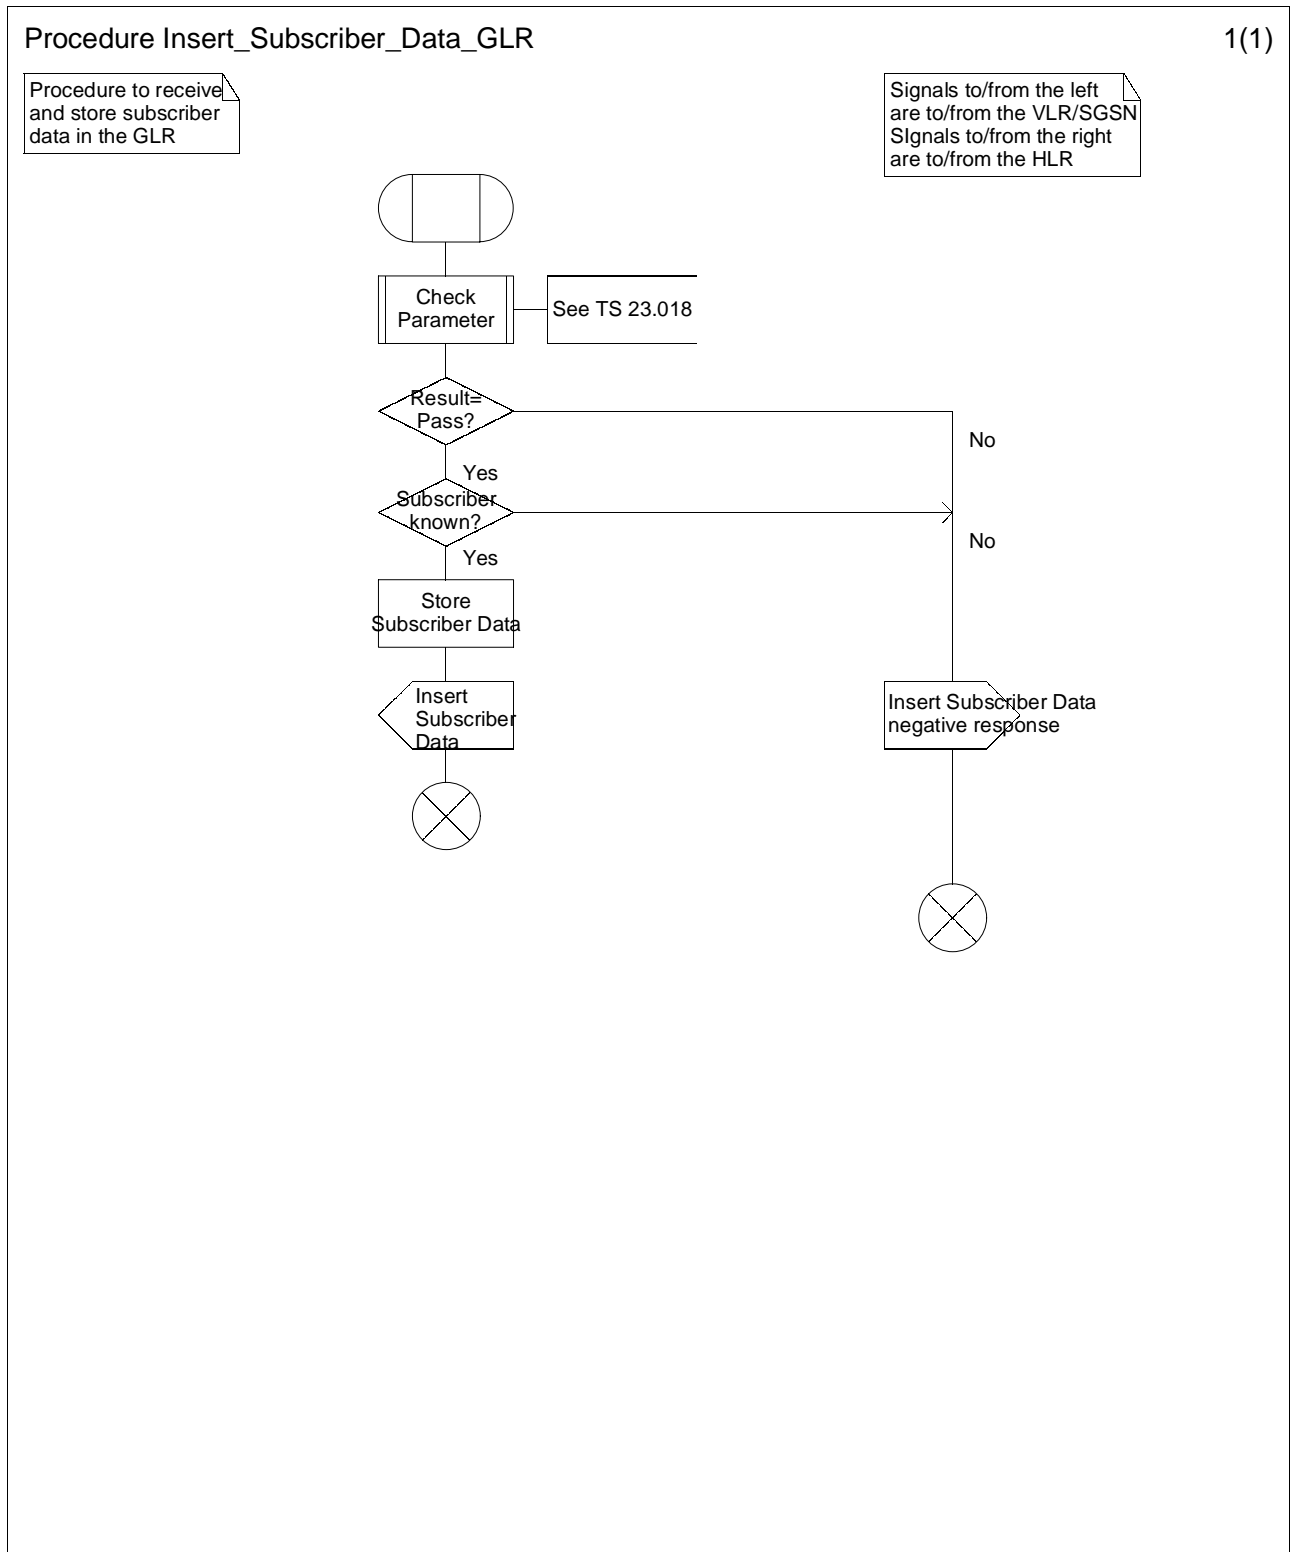 Procedure Insert_Subscriber_Data_GLR
1(1)
Procedure to receive
and store subscriber
data in the GLR
Signals to/from the left
are to/from the VLR/SGSN
SIgnals to/from the right
are to/from the HLR
Check
Parameter
See TS 23.018
Result=
Pass?
No
Yes
Subscriber
known?
No
Yes
Store
Subscriber Data
Insert
Subscriber
Data
Insert Subscriber Data
negative response